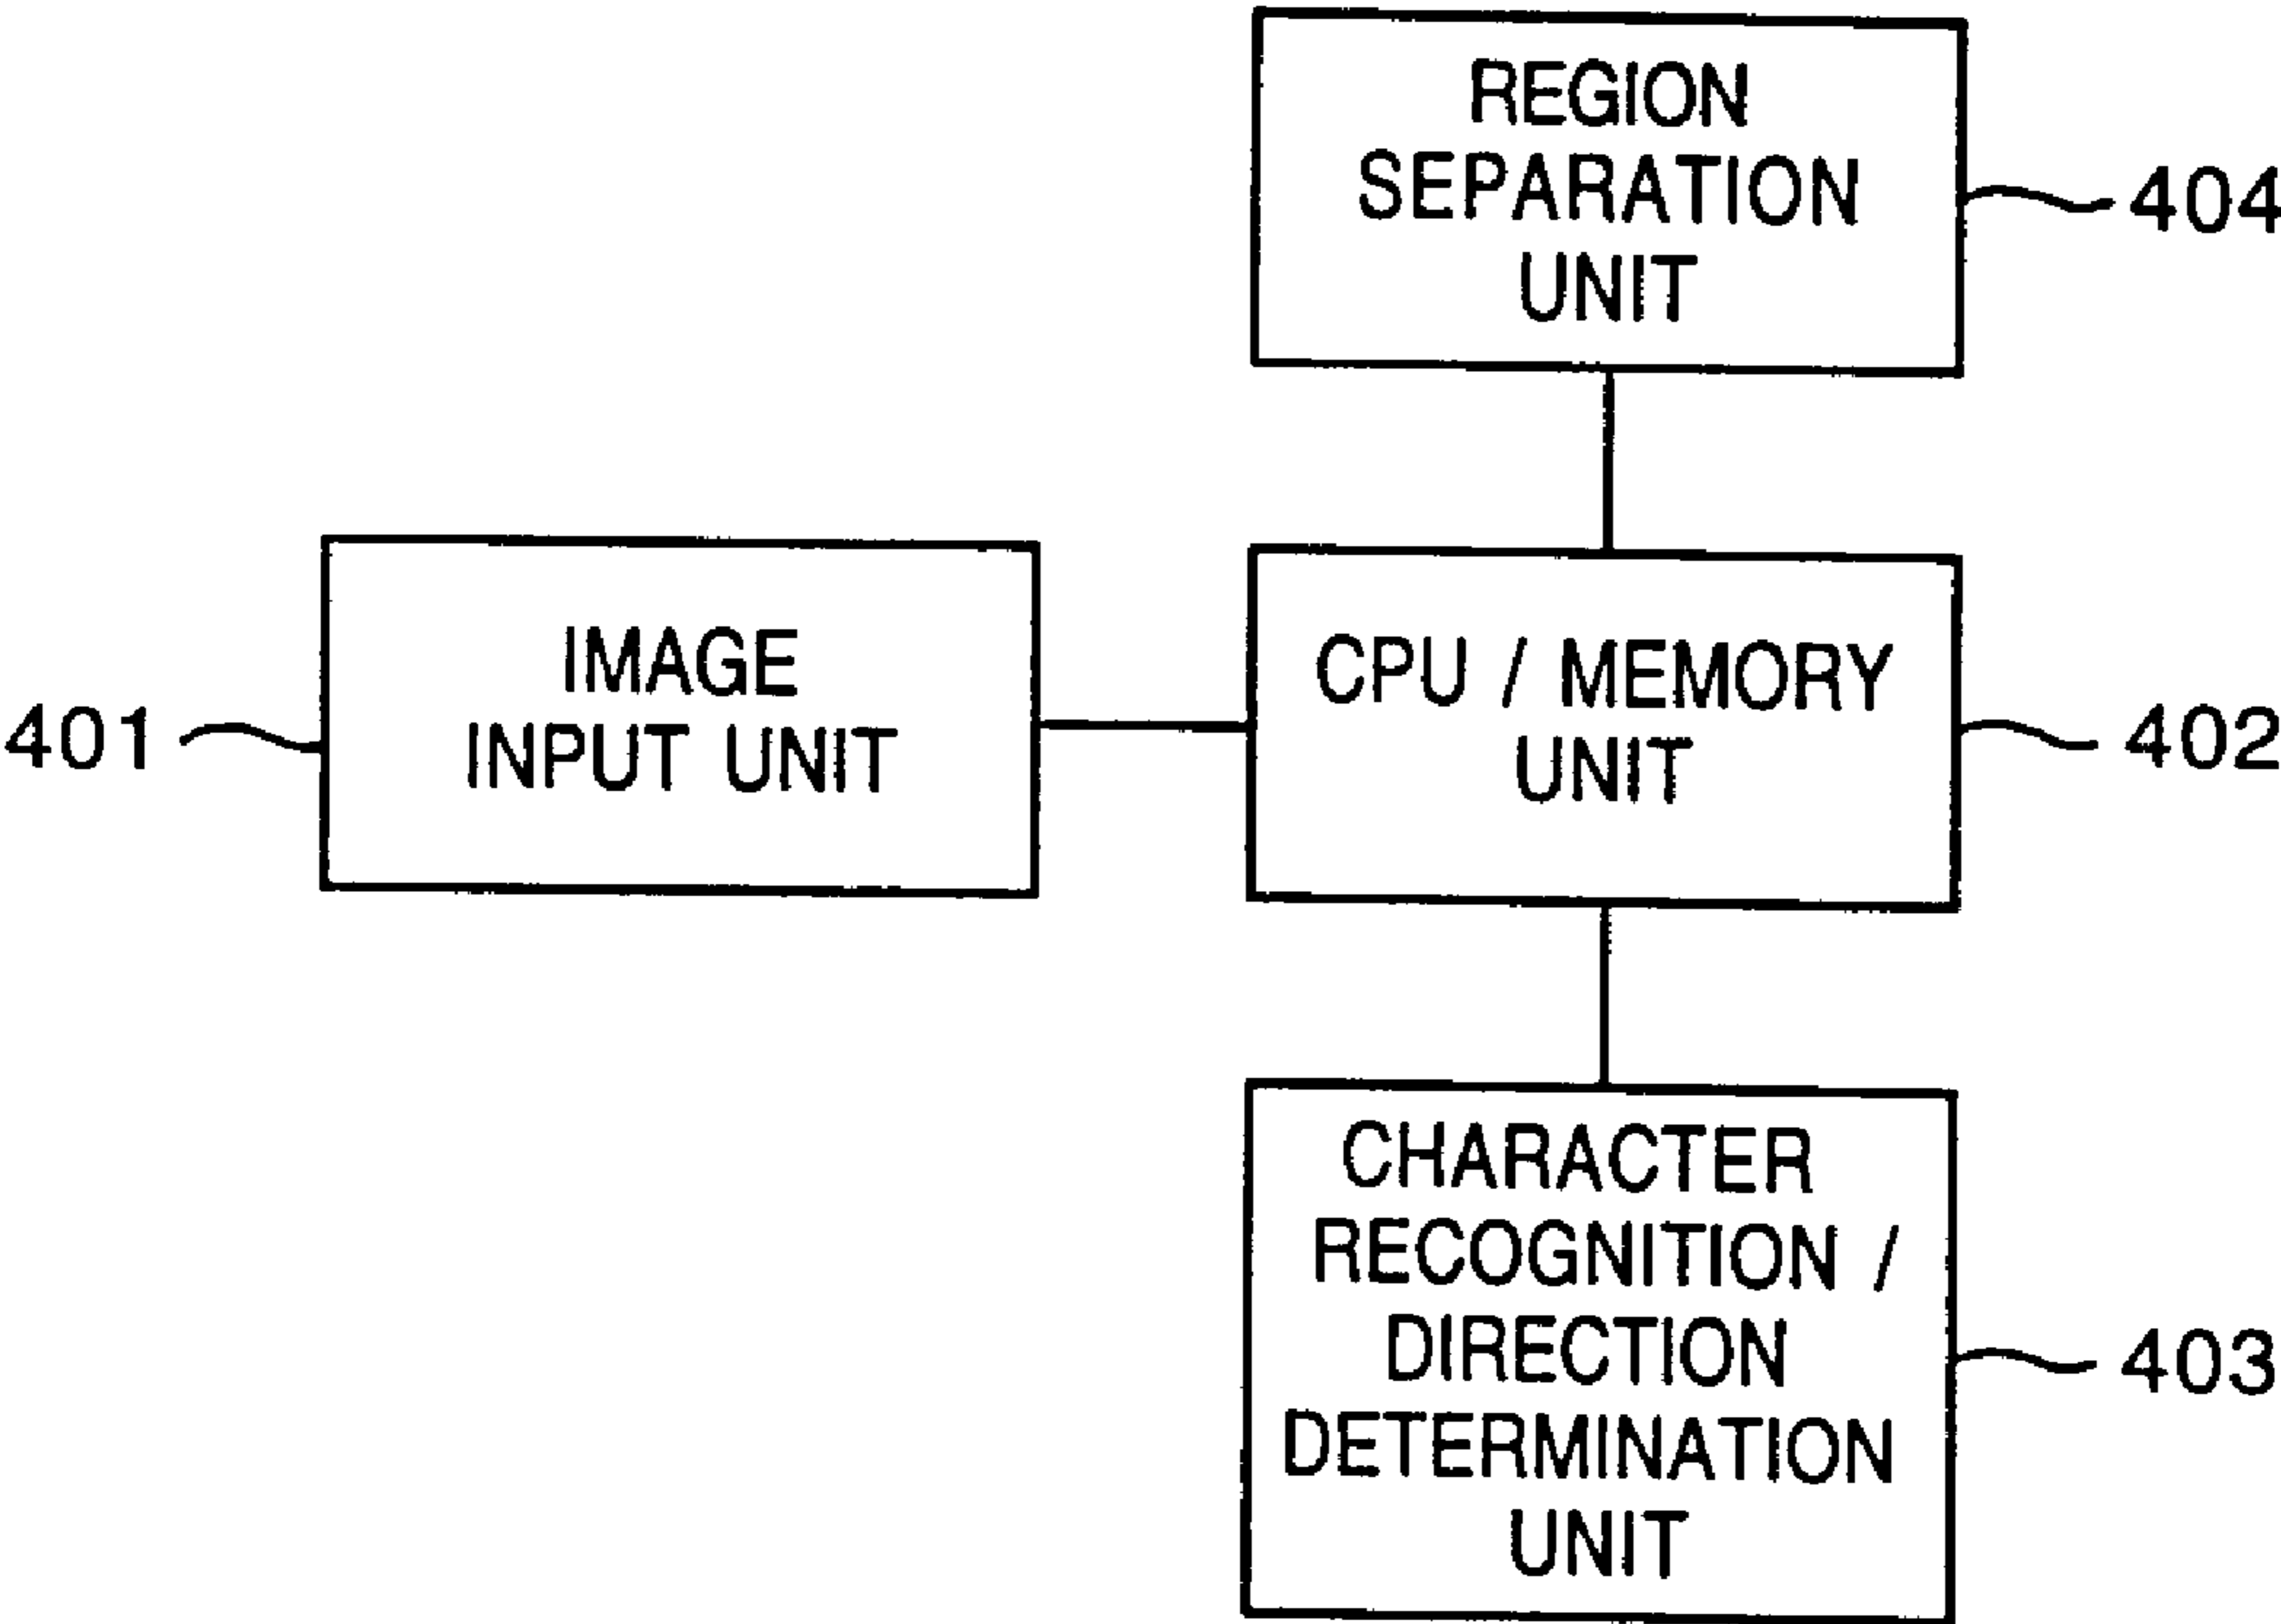 REGION
SEPARATION
UNIT
404
IMAGE
INPUT UNIT
401
CPU / MEMORY
UNIT
402
CHARACTER
RECOGNITION /
DIRECTION
DETERMINATION
UNIT
403